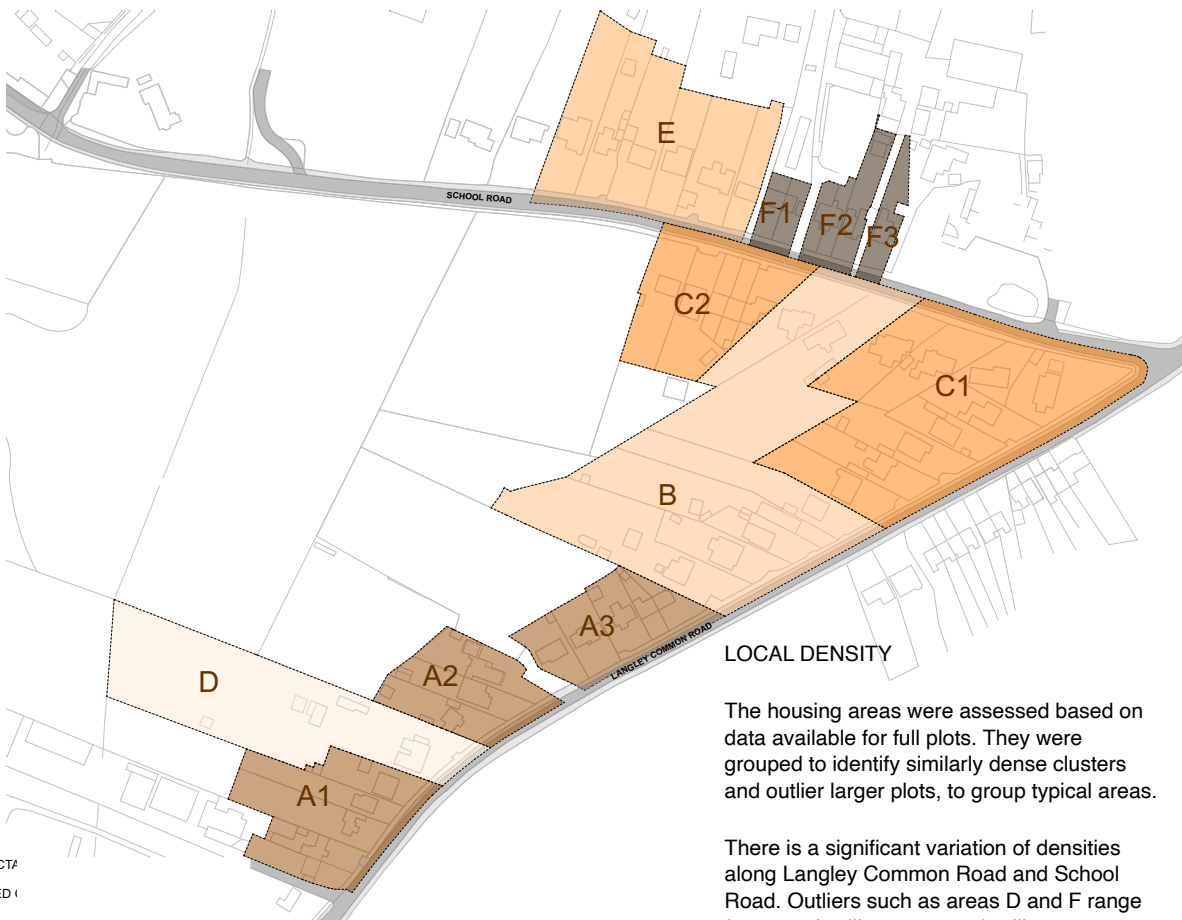 E
SCHOOL ROAD
F1
F2
F3
C2
C1
B
A3
LANGLEY COMMON ROAD
A2
D
A1
LOCAL DENSITY
The housing areas were assessed based on
data available for full plots. They were
grouped to identify similarly dense clusters
and outlier larger plots, to group typical areas.
There is a significant variation of densities
along Langley Common Road and School
Road. Outliers such as areas D and F range